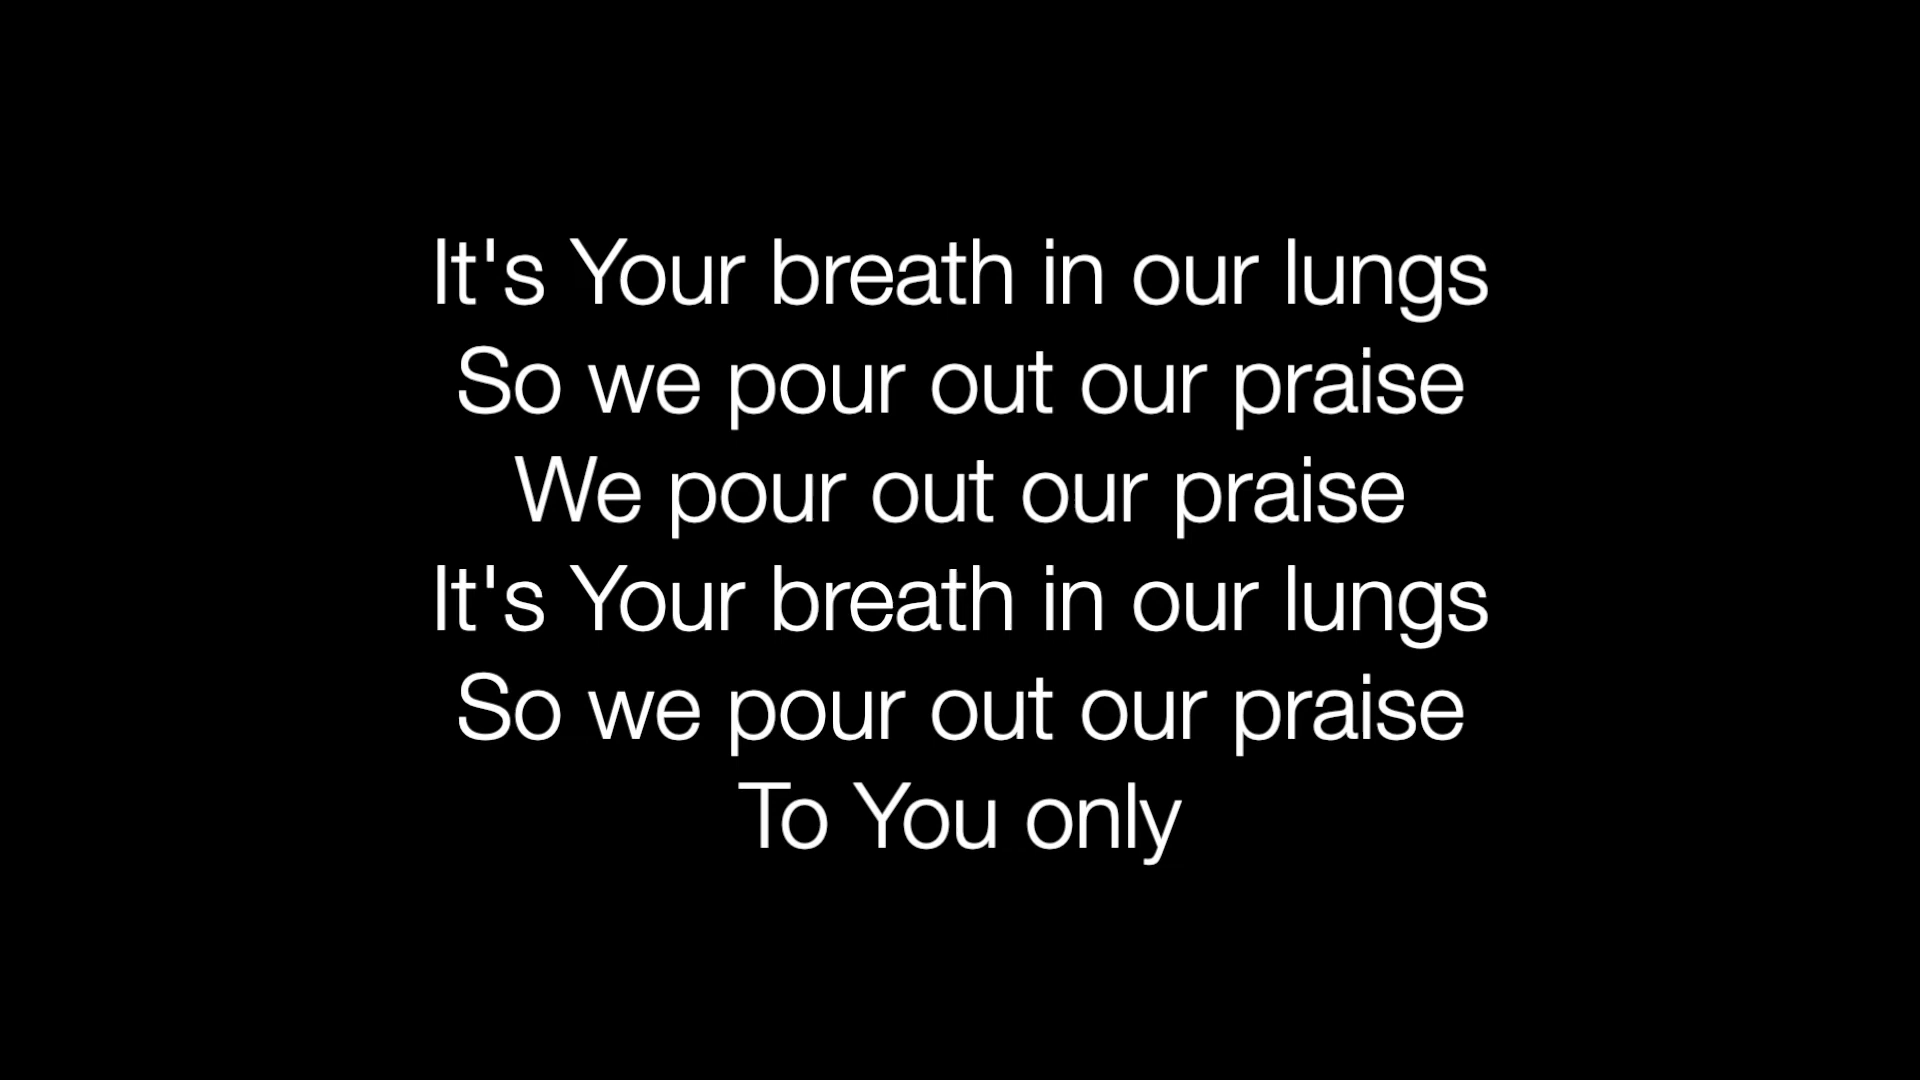 It's Your breath in our lungs
So we pour out our praise
We pour out our praise
It's Your breath in our lungs
So we pour out our praise
To You only